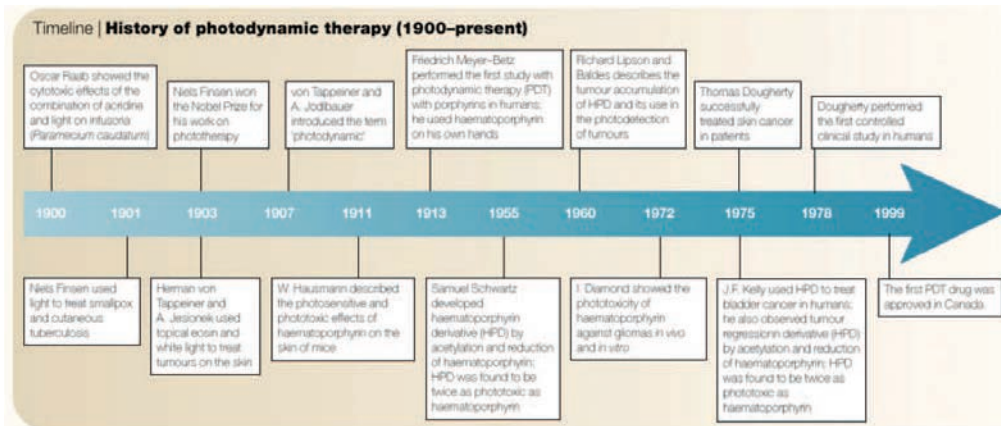 Timeline | History of photodynamic therapy (1900–present)
Oscar Raab showed the
cytotoxic effects of the
combination of acridine
and light on infusoria
(Paramecium caudatum)
Niels Finsen won
the Nobel Prize for
his work on
phototherapy
von Tappeiner and
A. Jodlbauer
introduced the term
'photodynamic'
Friedrich Meyer–Betz
performed the first study with
photodynamic therapy (PDT)
with porphyrins in humans;
he used haematoporphyrin
on his own hands
Richard Lipson and
Baldes describes the
tumour accumulation
of HPD and its use in
the photodetection
of tumours
Thomas Dougherty
successfully
treated skin cancer
in patients
Dougherty performed
the first controlled
clinical study in humans
1900 1901 1903 1907 1911 1913 1955 1960 1972 1975 1978 1999
Niels Finsen used
light to treat smallpox
and cutaneous
tuberculosis
Herman von
Tappeiner and
A. Jesionek used
topical eosin and
white light to treat
tumours on the skin
W. Hausmann described
the photosensitive and
phototoxic effects of
haematoporphyrin on the
skin of mice
Samuel Schwartz
developed
haematoporphyrin
derivative (HPD) by
acetylation and reduction
of haematoporphyrin;
HPD was found to be
twice as phototoxic as
haematoporphyrin
I. Diamond showed the
phototoxicity of
haematoporphyrin
against gliomas in vivo
and in vitro
J.F. Kelly used HPD to treat
bladder cancer in humans;
he also observed tumour
regressionn derivative (HPD)
by acetylation and reduction
of haematoporphyrin; HPD
was found to be twice as
phototoxic as
haematoporphyrin
The first PDT drug was
approved in Canada.